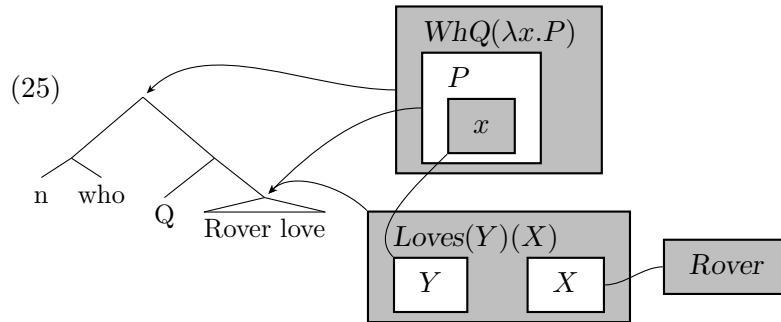 WhQ(λx.P)
P
(25)
x
n who
Q
Rover love
Loves(Y)(X)
Rover
Y X